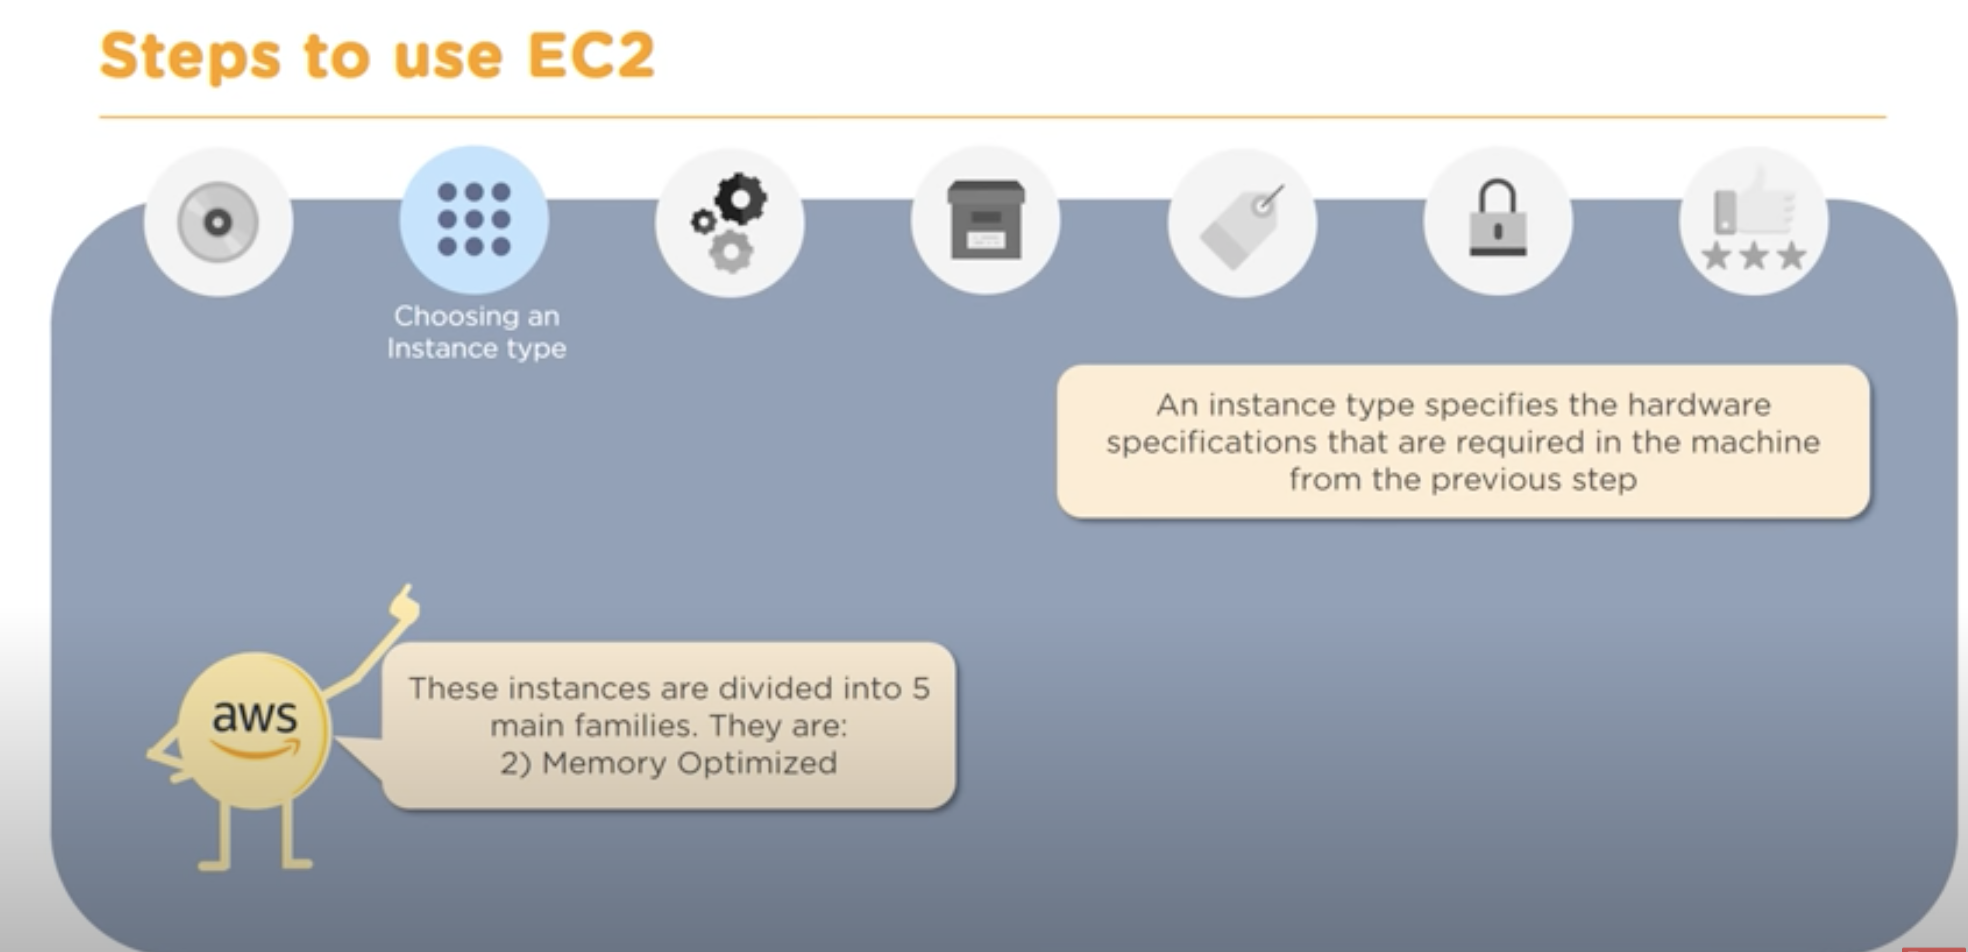 Steps to use EC2
Choosing an
Instance type
An instance type specifies the hardware
specifications that are required in the machine
from the previous step
aws
These instances are divided into 5
main families. They are:
2) Memory Optimized